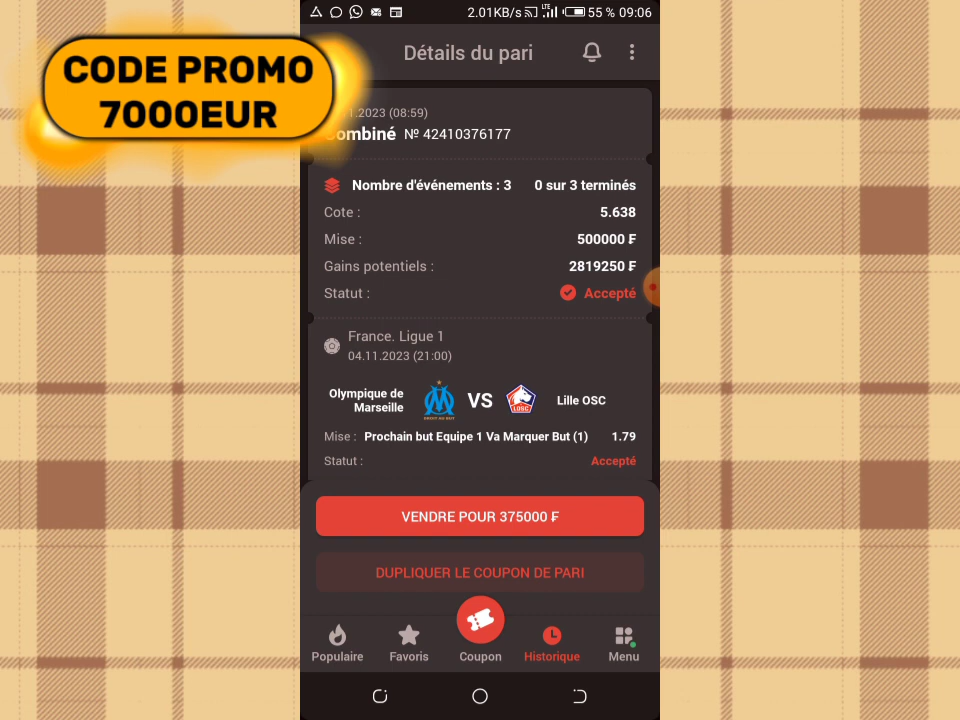 2.01KB/s LTE 55 % 09:06
CODE PROMO
7000EUR
Détails du pari
.2023 (08:59)
ombiné № 42410376177
Nombre d'événements : 3 0 sur 3 terminés
Cote : 5.638
Mise : 500000 ₣
Gains potentiels : 2819250 ₣
Statut : Accepté
France. Ligue 1
04.11.2023 (21:00)
Olympique de
Marseille
VS
LOSC
Lille OSC
Mise : Prochain but Equipe 1 Va Marquer But (1) 1.79
Statut : Accepté
VENDRE POUR 375000 ₣
DUPLIQUER LE COUPON DE PARI
Populaire Favoris Coupon Historique Menu